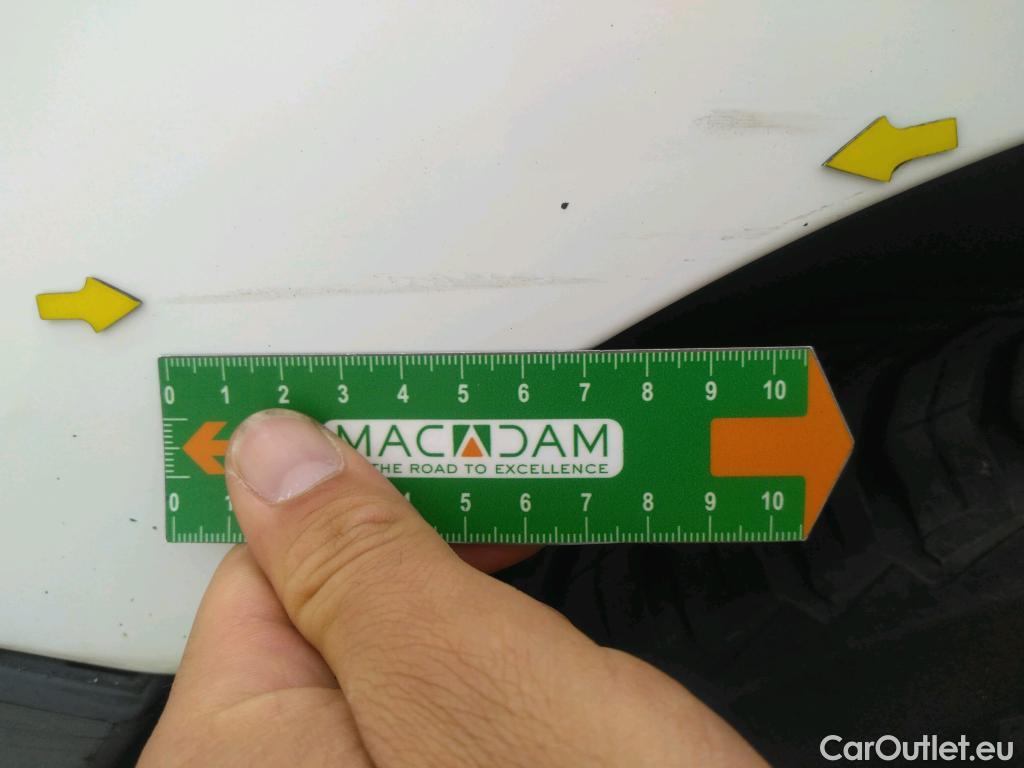 0 1 2 3 4 5 6 7 8 9 10
MACADAM
THE ROAD TO EXCELLENCE
0 1 4 5 6 7 8 9 10
CarOutlet.eu